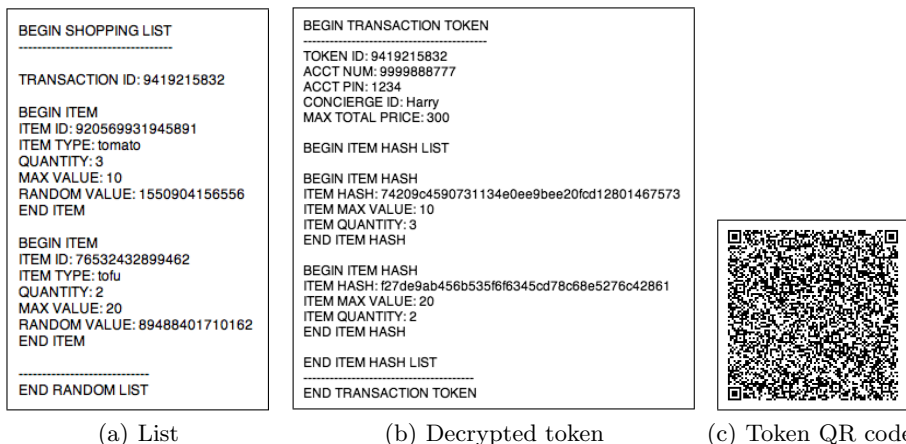 BEGIN SHOPPING LIST
---------------------------------
TRANSACTION ID: 9419215832
BEGIN ITEM
ITEM ID: 920569931945891
ITEM TYPE: tomato
QUANTITY: 3
MAX VALUE: 10
RANDOM VALUE: 1550904156556
END ITEM
BEGIN ITEM
ITEM ID: 76532432899462
ITEM TYPE: tofu
QUANTITY: 2
MAX VALUE: 20
RANDOM VALUE: 89488401710162
END ITEM
----------------------------
END RANDOM LIST
(a) List
BEGIN TRANSACTION TOKEN
------------------------------------------
TOKEN ID: 9419215832
ACCT NUM: 9999888777
ACCT PIN: 1234
CONCIERGE ID: Harry
MAX TOTAL PRICE: 300
BEGIN ITEM HASH LIST
BEGIN ITEM HASH
ITEM HASH: 74209c4590731134e0ee9bee20fcd12801467573
ITEM MAX VALUE: 10
ITEM QUANTITY: 3
END ITEM HASH
BEGIN ITEM HASH
ITEM HASH: f27de9ab456b535f6f6345cd78c68e5276c42861
ITEM MAX VALUE: 20
ITEM QUANTITY: 2
END ITEM HASH
END ITEM HASH LIST
---------------------------------------
END TRANSACTION TOKEN
(b) Decrypted token
(c) Token QR code